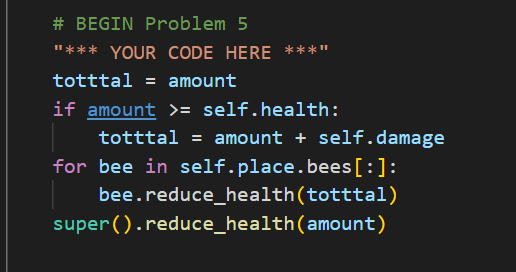 # BEGIN Problem 5
"*** YOUR CODE HERE ***"
totttal = amount
if amount >= self.health:
    totttal = amount + self.damage
for bee in self.place.bees[:]:
    bee.reduce_health(totttal)
super().reduce_health(amount)